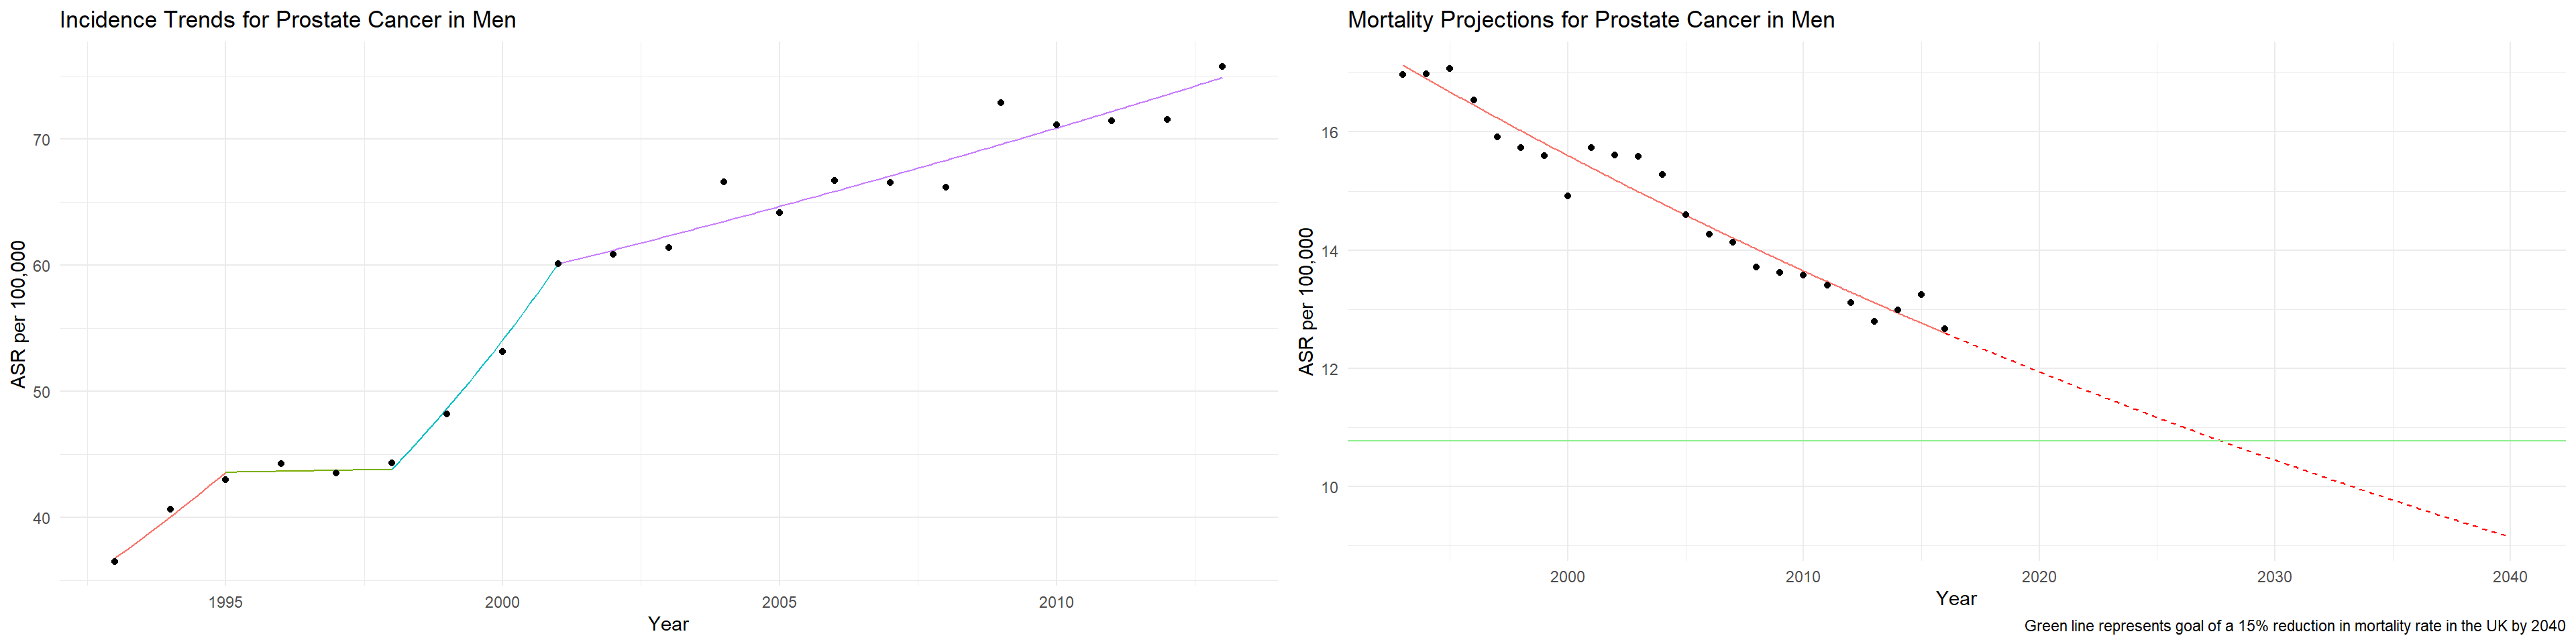 Incidence Trends for Prostate Cancer in Men
ASR per 100,000
70
60
50
40
1995
2000
2005
2010
Year
Mortality Projections for Prostate Cancer in Men
ASR per 100,000
16
14
12
10
2000
2010
2020
2030
2040
Year
Green line represents goal of a 15% reduction in mortality rate in the UK by 2040